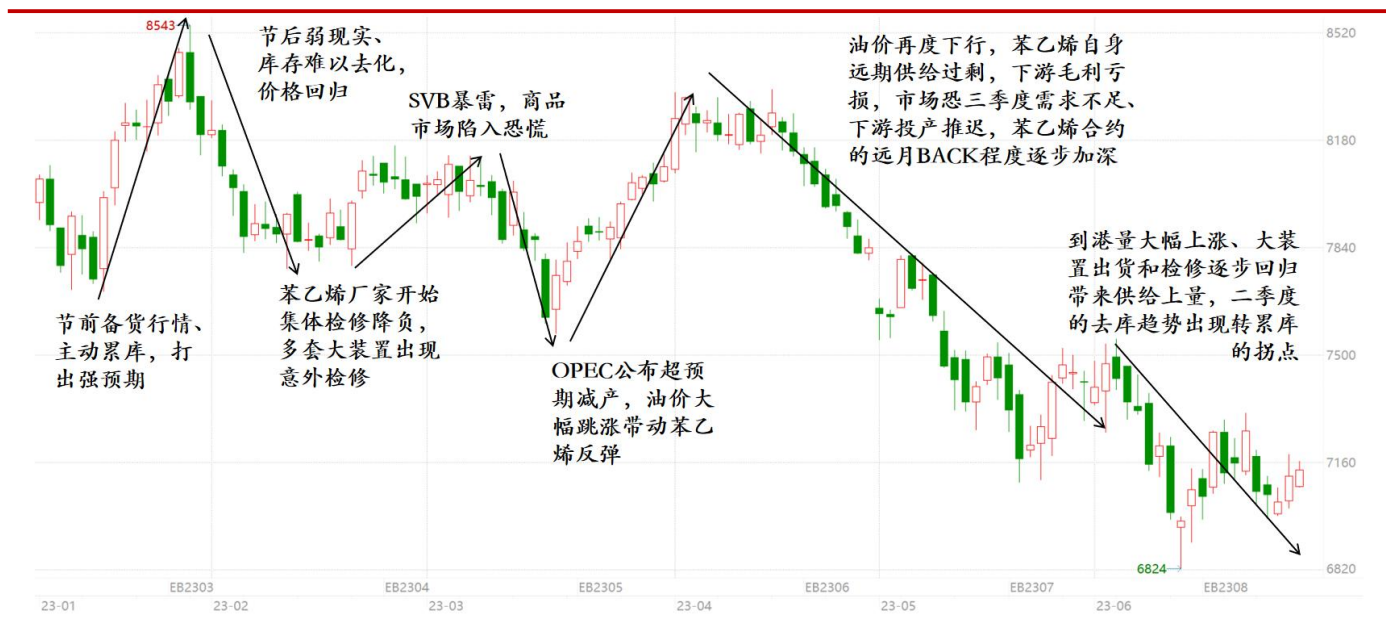 8543
8520
8180
7840
7500
7160
6820
6824
节后弱现实、
库存难以去化，
价格回归
SVB暴雷，商品
市场陷入恐慌
油价再度下行，苯乙烯自身
远期供给过剩，下游毛利亏
损，市场恐三季度需求不足、
下游投产推迟，苯乙烯合约
的远月BACK程度逐步加深
到港量大幅上涨、大装
置出货和检修逐步回归
带来供给上量，二季度
的去库趋势出现转累库
的拐点
节前备货行情、
主动累库，打
出强预期
苯乙烯厂家开始
集体检修降负，
多套大装置出现
意外检修
OPEC公布超预
期减产，油价大
幅跳涨带动苯乙
烯反弹
EB2303
EB2304
EB2305
EB2306
EB2307
EB2308
23-01
23-02
23-03
23-04
23-05
23-06